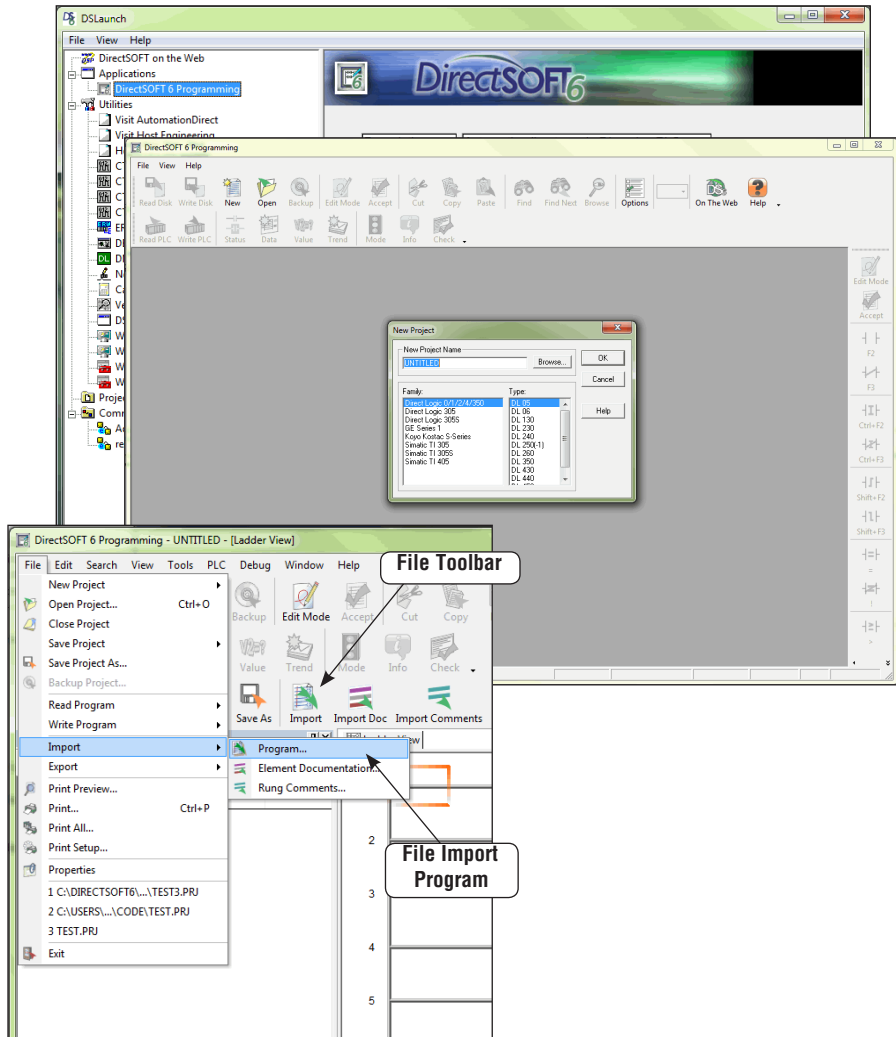 DSLaunch
File View Help
DirectSOFT on the Web
Applications
DirectSOFT 6 Programming
Utilities
Visit AutomationDirect
Visit Host Engineering
DirectSOFT6
DirectSOFT 6 Programming
File View Help
Read Disk Write Disk New Open Backup Edit Mode Accept Cut Copy Paste Find Find Next Browse Options On The Web Help
Read PLC Write PLC Status Data Value Trend Mode Info Check
Edit Mode
Accept
F2
F3
Ctrl+F2
Ctrl+F3
Shift+F2
Shift+F3
=
!
>
New Project
New Project Name
UNTITLED
Browse...
OK
Cancel
Help
Family:
Direct Logic 0/1/2/4/350
Direct Logic 305
Direct Logic 305S
GE Series 1
Koyo Kostac S-Series
Simatic TI 305
Simatic TI 305S
Simatic TI 405
Type:
DL 05
DL 06
DL 130
DL 230
DL 240
DL 250(-1)
DL 260
DL 350
DL 430
DL 440
DirectSOFT 6 Programming - UNTITLED - [Ladder View]
File Edit Search View Tools PLC Debug Window Help
File Toolbar
New Project
Open Project... Ctrl+O
Close Project
Save Project
Save Project As...
Backup Project...
Read Program
Write Program
Import
Export
Print Preview...
Print... Ctrl+P
Print All...
Print Setup...
Properties
1 C:\DIRECTSOFT6\...\TEST3.PRJ
2 C:\USERS\...\CODE\TEST.PRJ
3 TEST.PRJ
Exit
Backup Edit Mode Accept Cut Copy
Value Trend Mode Info Check
Save As Import Import Doc Import Comments
Program...
Element Documentation...
Rung Comments...
File Import
Program
2
3
4
5